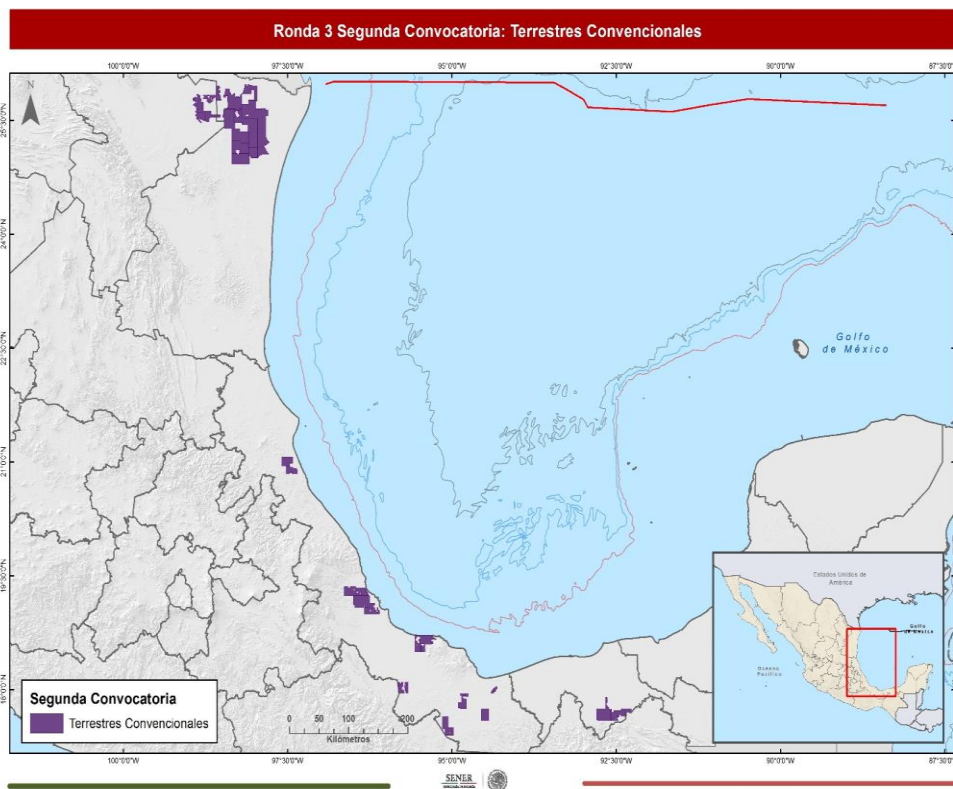 Ronda 3 Segunda Convocatoria: Terrestres Convencionales
100°0'0"W 97°30'0"W 95°0'0"W 92°30'0"W 90°0'0"W 87°30'0"W
N
25°30'0"N
24°0'0"N
22°30'0"N
21°0'0"N
19°30'0"N
18°0'0"N
Golfo
de México
Estados Unidos de
América
Golfo
de México
Océano
Pacífico
Segunda Convocatoria
Terrestres Convencionales
0 50 100 200
Kilómetros
100°0'0"W 97°30'0"W 95°0'0"W 92°30'0"W 90°0'0"W 87°30'0"W
SENER